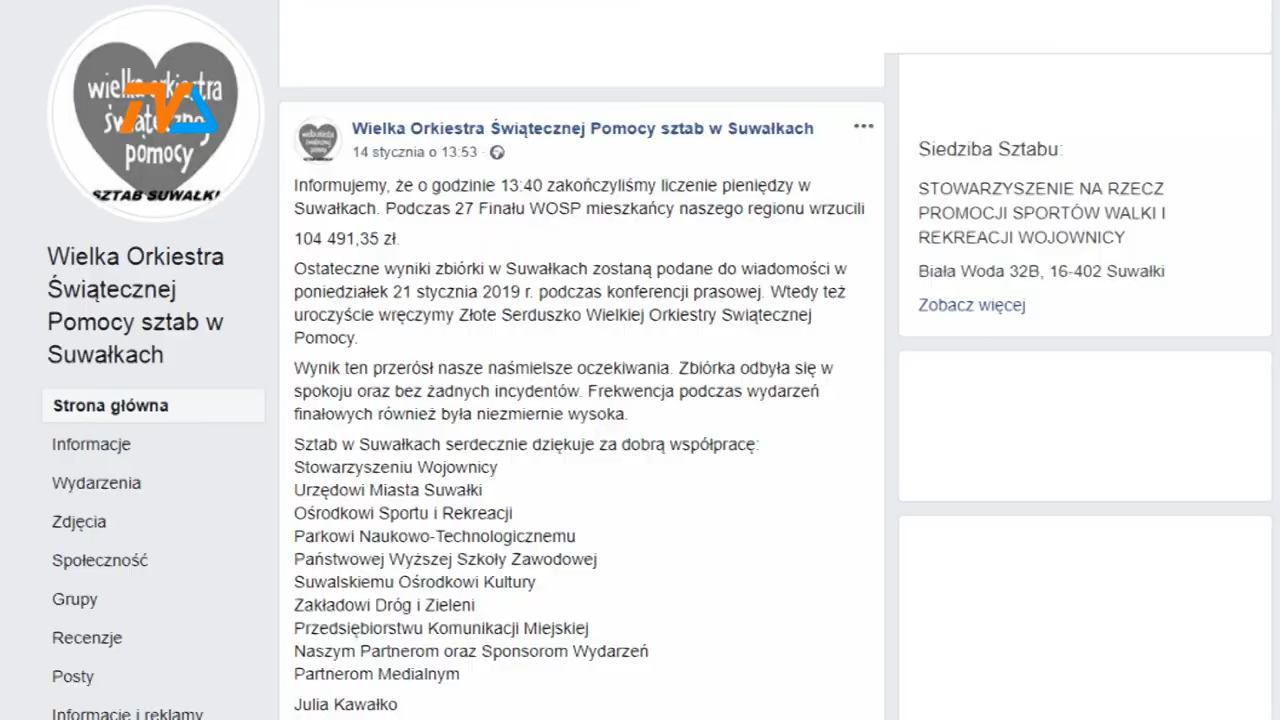 wielka orkiestra
świątecznej
pomocy
SZTAB SUWAŁKI
TVA
Wielka Orkiestra
Świątecznej
Pomocy sztab w
Suwałkach
Strona główna
Informacje
Wydarzenia
Zdjęcia
Społeczność
Grupy
Recenzje
Posty
Informacje i reklamy
Wielka Orkiestra Świątecznej Pomocy sztab w Suwałkach
14 stycznia o 13:53
Informujemy, że o godzinie 13:40 zakończyliśmy liczenie pieniędzy w
Suwałkach. Podczas 27 Finału WOSP mieszkańcy naszego regionu wrzucili
104 491,35 zł.
Ostateczne wyniki zbiórki w Suwałkach zostaną podane do wiadomości w
poniedziałek 21 stycznia 2019 r. podczas konferencji prasowej. Wtedy też
uroczyście wręczymy Złote Serduszko Wielkiej Orkiestry Swiątecznej
Pomocy.
Wynik ten przerósł nasze naśmielsze oczekiwania. Zbiórka odbyła się w
spokoju oraz bez żadnych incydentów. Frekwencja podczas wydarzeń
finałowych również była niezmiernie wysoka.
Sztab w Suwałkach serdecznie dziękuje za dobrą współpracę:
Stowarzyszeniu Wojownicy
Urzędowi Miasta Suwałki
Ośrodkowi Sportu i Rekreacji
Parkowi Naukowo-Technologicznemu
Państwowej Wyższej Szkoły Zawodowej
Suwalskiemu Ośrodkowi Kultury
Zakładowi Dróg i Zieleni
Przedsiębiorstwu Komunikacji Miejskiej
Naszym Partnerom oraz Sponsorom Wydarzeń
Partnerom Medialnym
Julia Kawałko
Siedziba Sztabu:
STOWARZYSZENIE NA RZECZ
PROMOCJI SPORTÓW WALKI I
REKREACJI WOJOWNICY
Biała Woda 32B, 16-402 Suwałki
Zobacz więcej